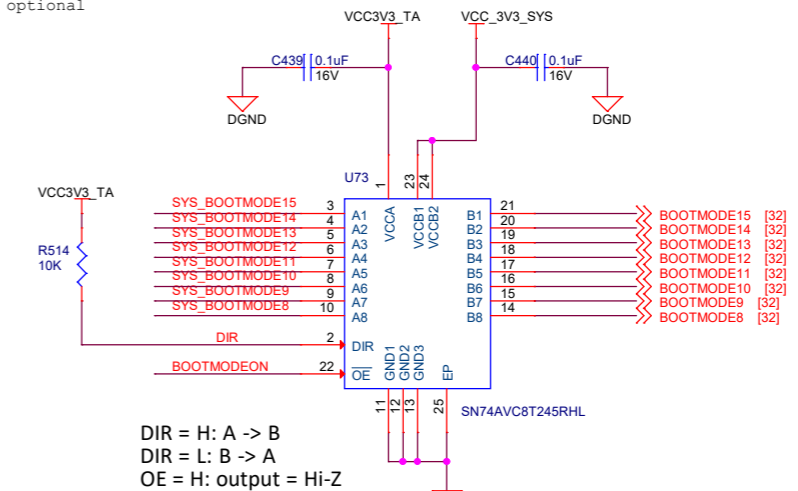 optional
VCC3V3_TA
VCC_3V3_SYS
C439
0.1uF
16V
C440
0.1uF
16V
DGND
DGND
U73
1
23
24
VCC3V3_TA
R514
10K
SYS_BOOTMODE15
3
A1
VCCA
VCCB1
VCCB2
B1
21
BOOTMODE15 [32]
SYS_BOOTMODE14
4
A2
B2
20
BOOTMODE14 [32]
SYS_BOOTMODE13
5
A3
B3
19
BOOTMODE13 [32]
SYS_BOOTMODE12
6
A4
B4
18
BOOTMODE12 [32]
SYS_BOOTMODE11
7
A5
B5
17
BOOTMODE11 [32]
SYS_BOOTMODE10
8
A6
B6
16
BOOTMODE10 [32]
SYS_BOOTMODE9
9
A7
B7
15
BOOTMODE9 [32]
SYS_BOOTMODE8
10
A8
B8
14
BOOTMODE8 [32]
DIR
2
DIR
BOOTMODEON
22
OE
GND1
GND2
GND3
EP
11
12
13
25
SN74AVC8T245RHL
DIR = H: A -> B
DIR = L: B -> A
OE = H: output = Hi-Z